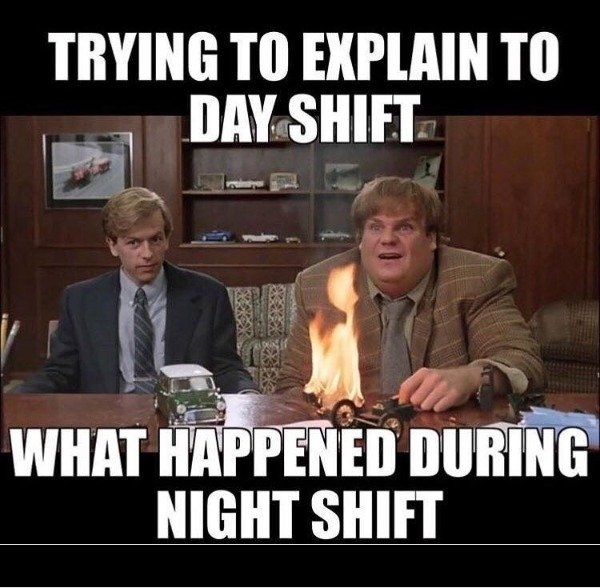 TRYING TO EXPLAIN TO
DAY SHIFT
WHAT HAPPENED DURING
NIGHT SHIFT